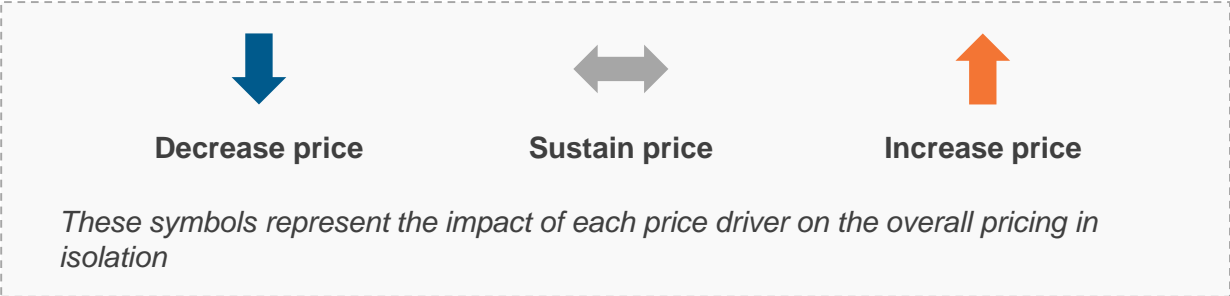 Decrease price
Sustain price
Increase price
These symbols represent the impact of each price driver on the overall pricing in
isolation